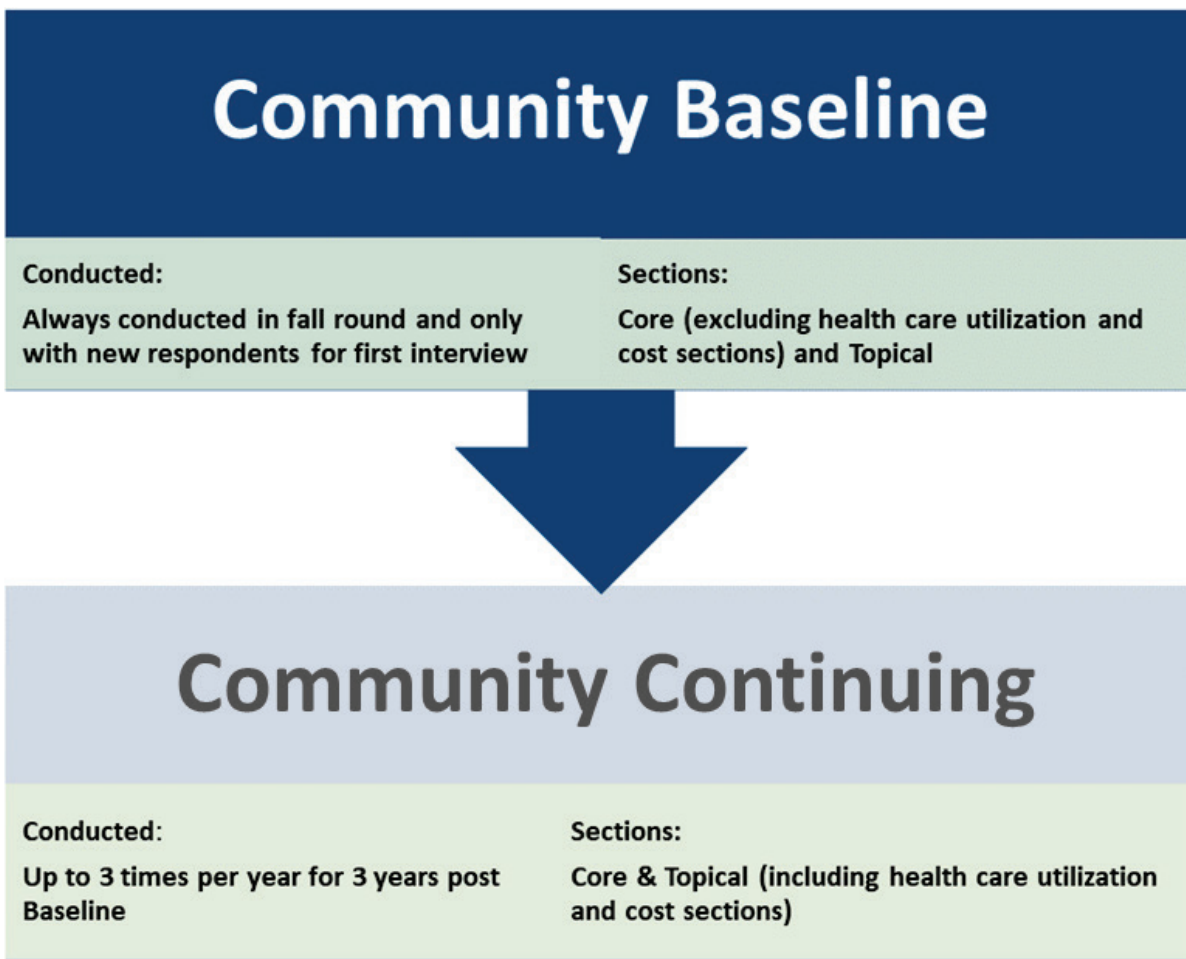 Community Baseline
Conducted:
Always conducted in fall round and only
with new respondents for first interview
Sections:
Core (excluding health care utilization and
cost sections) and Topical
Community Continuing
Conducted:
Up to 3 times per year for 3 years post
Baseline
Sections:
Core & Topical (including health care utilization
and cost sections)